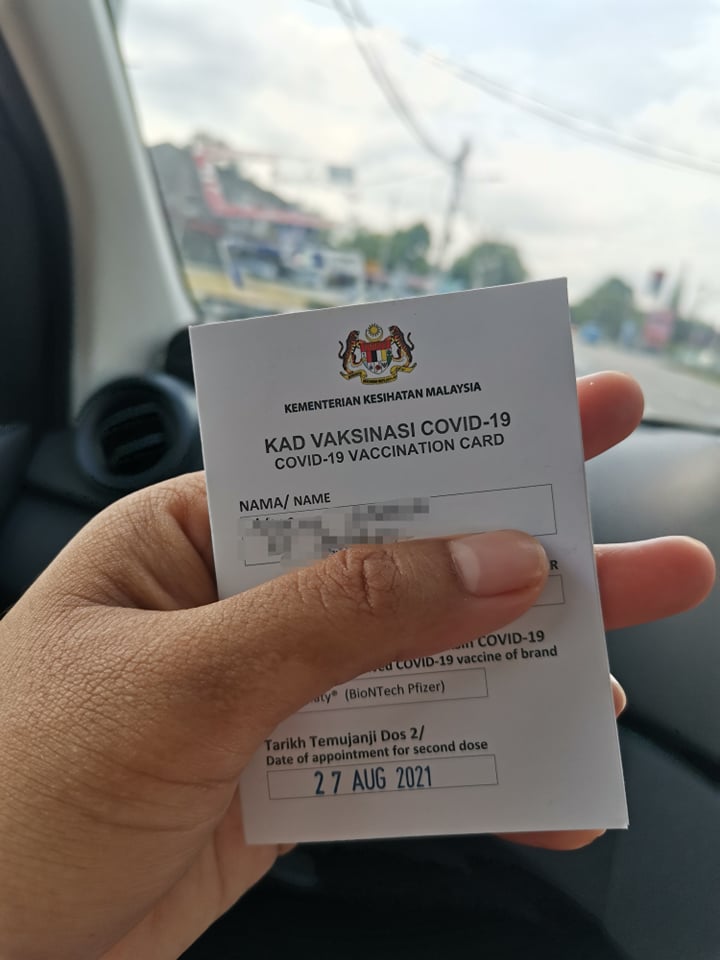 KEMENTERIAN KESIHATAN MALAYSIA
KAD VAKSINASI COVID-19
COVID-19 VACCINATION CARD
NAMA/ NAME
COVID-19
COVID-19 vaccine of brand
(BioNTech Pfizer)
Tarikh Temujanji Dos 2/
Date of appointment for second dose
27 AUG 2021